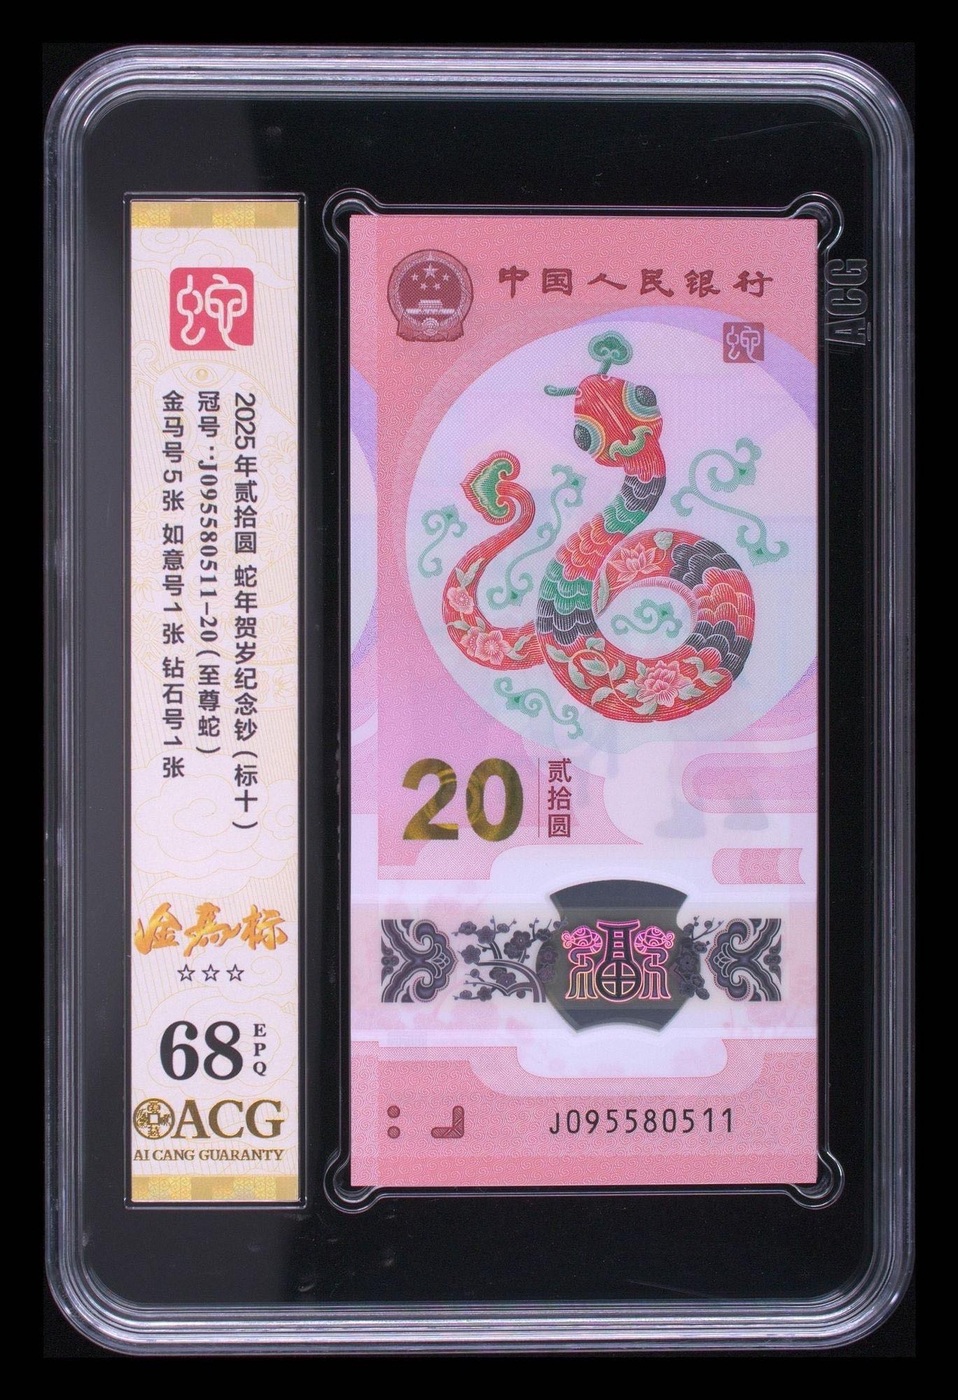 蛇
2025年贰拾圆 蛇年贺岁纪念钞(标十)
冠号:J095580511-20(至尊蛇)
金马号5张 如意号1张 钻石号1张
金马标
☆☆☆
68
EPQ
ACG
AI CANG GUARANTY
中国人民银行
蛇
20
贰拾圆
福
J095580511
ACG